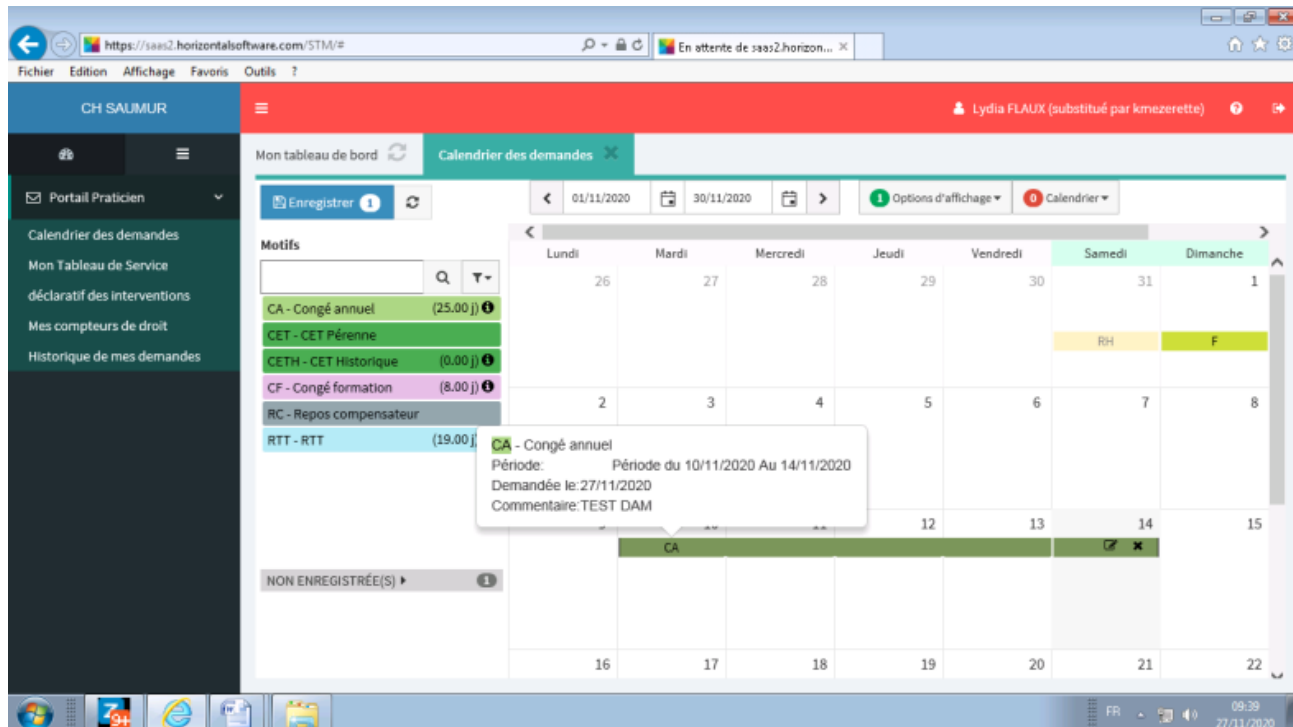 https://saas2.horizontalsoftware.com/STM/#
En attente de saas2.horizon...
Fichier Edition Affichage Favoris Outils ?
CH SAUMUR
Lydia FLAUX (substitué par kmezerette)
Mon tableau de bord
Calendrier des demandes
Portail Praticien
Calendrier des demandes
Mon Tableau de Service
déclaratif des interventions
Mes compteurs de droit
Historique de mes demandes
Enregistrer 1
01/11/2020 30/11/2020
1 Options d'affichage
0 Calendrier
Motifs
CA - Congé annuel (25.00 j)
CET - CET Pérenne
CETH - CET Historique (0.00 j)
CF - Congé formation (8.00 j)
RC - Repos compensateur
RTT - RTT (19.00 j)
NON ENREGISTRÉE(S) 1
Lundi Mardi Mercredi Jeudi Vendredi Samedi Dimanche
26 27 28 29 30 31 1
RH F
2 3 4 5 6 7 8
CA - Congé annuel
Période: Période du 10/11/2020 Au 14/11/2020
Demandée le:27/11/2020
Commentaire:TEST DAM
12 13 14 15
CA
16 17 18 19 20 21 22
Z 9+
FR
09:39
27/11/2020